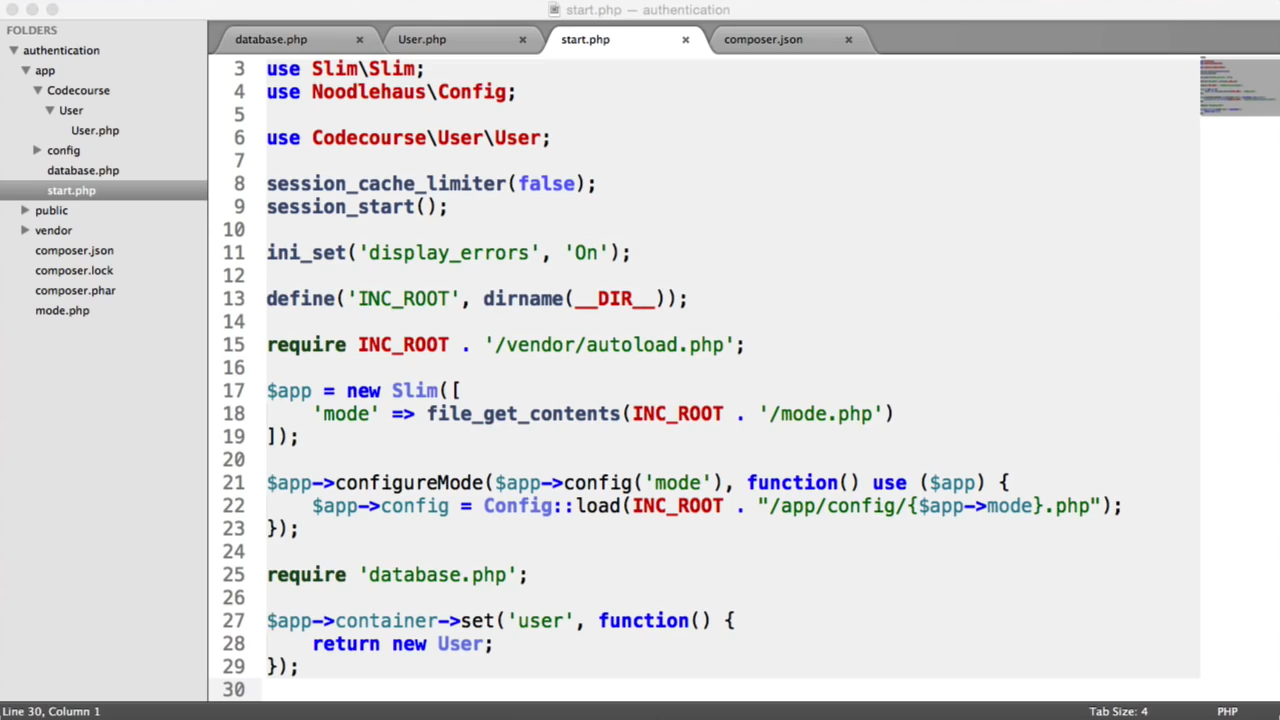 start.php — authentication
FOLDERS
authentication
app
Codecourse
User
User.php
config
database.php
start.php
public
vendor
composer.json
composer.lock
composer.phar
mode.php
database.php × User.php × start.php × composer.json ×
3 use Slim\Slim;
4 use Noodlehaus\Config;
5
6 use Codecourse\User\User;
7
8 session_cache_limiter(false);
9 session_start();
10
11 ini_set('display_errors', 'On');
12
13 define('INC_ROOT', dirname(__DIR__));
14
15 require INC_ROOT . '/vendor/autoload.php';
16
17 $app = new Slim([
18 'mode' => file_get_contents(INC_ROOT . '/mode.php')
19 ]);
20
21 $app->configureMode($app->config('mode'), function() use ($app) {
22 $app->config = Config::load(INC_ROOT . "/app/config/{$app->mode}.php");
23 });
24
25 require 'database.php';
26
27 $app->container->set('user', function() {
28 return new User;
29 });
30
Line 30, Column 1
Tab Size: 4
PHP